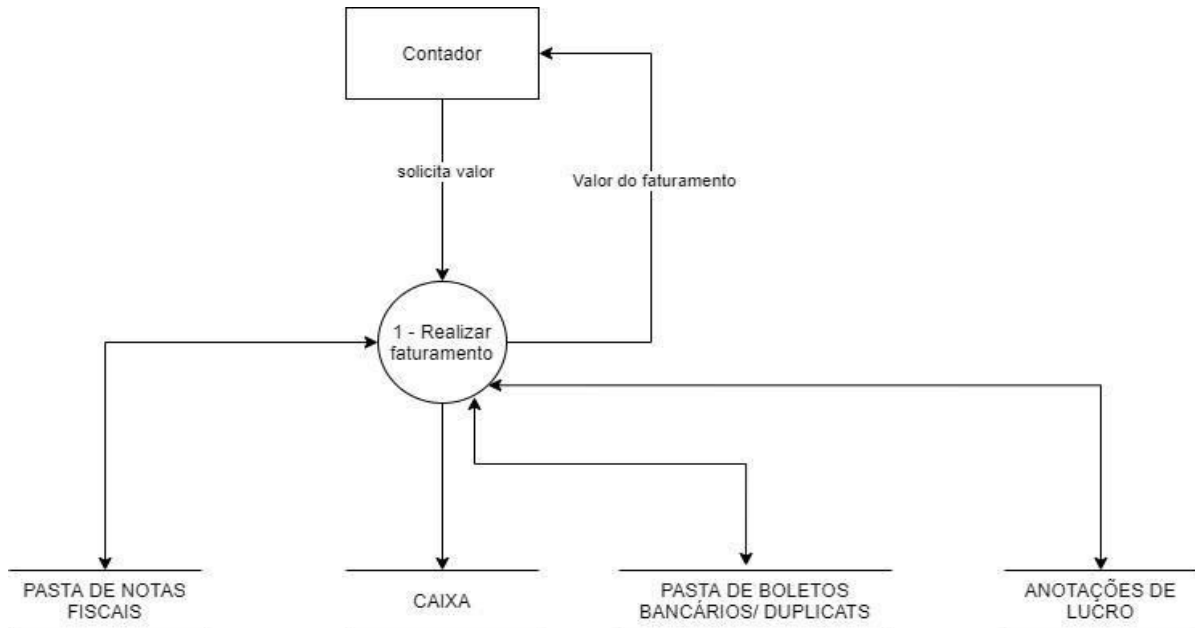 Contador
solicita valor
Valor do faturamento
1 - Realizar
faturamento
PASTA DE NOTAS
FISCAIS
CAIXA
PASTA DE BOLETOS
BANCÁRIOS/ DUPLICATS
ANOTAÇÕES DE
LUCRO